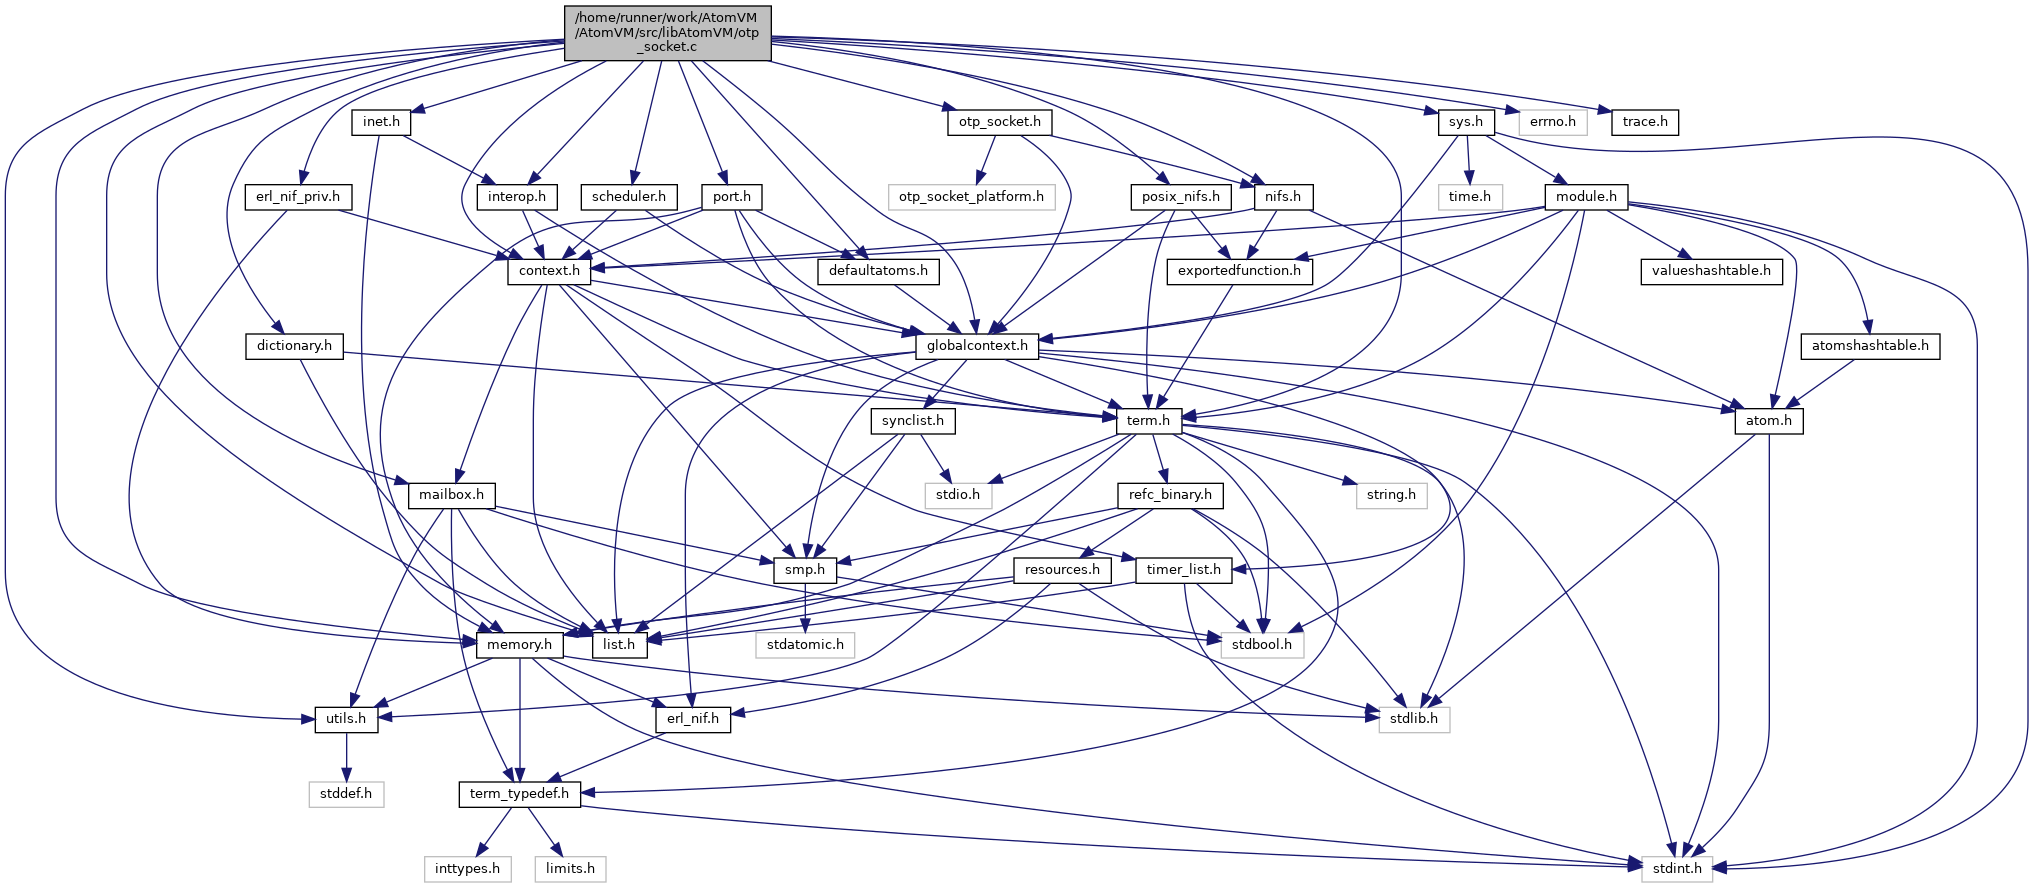 /home/runner/work/AtomVM
/AtomVM/src/libAtomVM/otp
_socket.c
inet.h
otp_socket.h
sys.h
errno.h
trace.h
erl_nif_priv.h
interop.h
scheduler.h
port.h
otp_socket_platform.h
posix_nifs.h
nifs.h
time.h
module.h
context.h
defaultatoms.h
exportedfunction.h
valueshashtable.h
dictionary.h
globalcontext.h
atomshashtable.h
synclist.h
term.h
atom.h
mailbox.h
stdio.h
refc_binary.h
string.h
smp.h
resources.h
timer_list.h
memory.h
list.h
stdatomic.h
stdbool.h
utils.h
erl_nif.h
stdlib.h
stddef.h
term_typedef.h
inttypes.h
limits.h
stdint.h